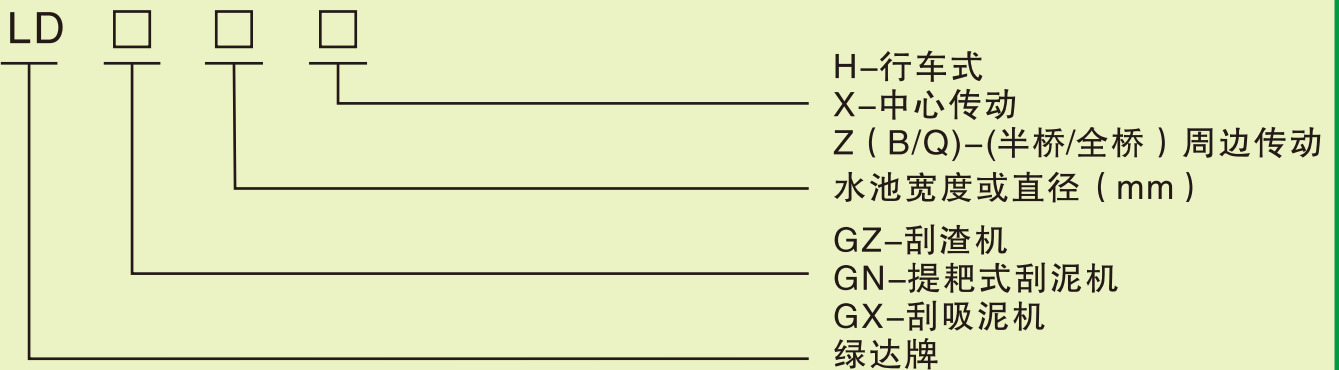 LD □ □ □
H–行车式
X–中心传动
Z（B/Q)–(半桥/全桥）周边传动
水池宽度或直径（mm）
GZ–刮渣机
GN–提耙式刮泥机
GX–刮吸泥机
绿达牌